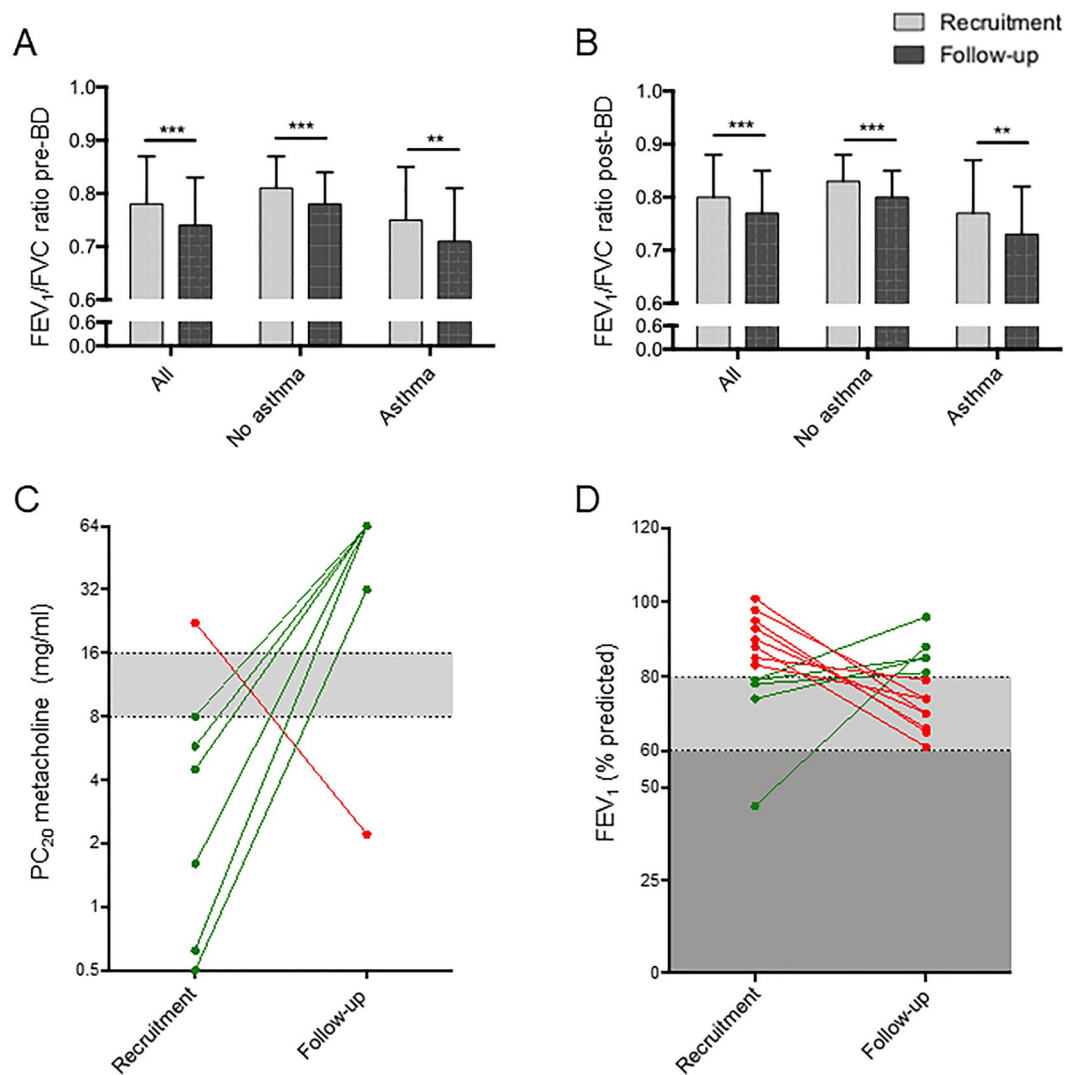 Recruitment
Follow-up
A
FEV1/FVC ratio pre-BD
1.0
0.9
0.8
0.7
0.6
0.6
0.0
***
***
**
All
No asthma
Asthma
B
FEV1/FVC ratio post-BD
1.0
0.9
0.8
0.7
0.6
0.6
0.0
***
***
**
All
No asthma
Asthma
C
PC20 metacholine (mg/ml)
64
32
16
8
4
2
1
0.5
Recruitment
Follow-up
D
FEV1 (% predicted)
120
100
80
60
50
25
0
Recruitment
Follow-up